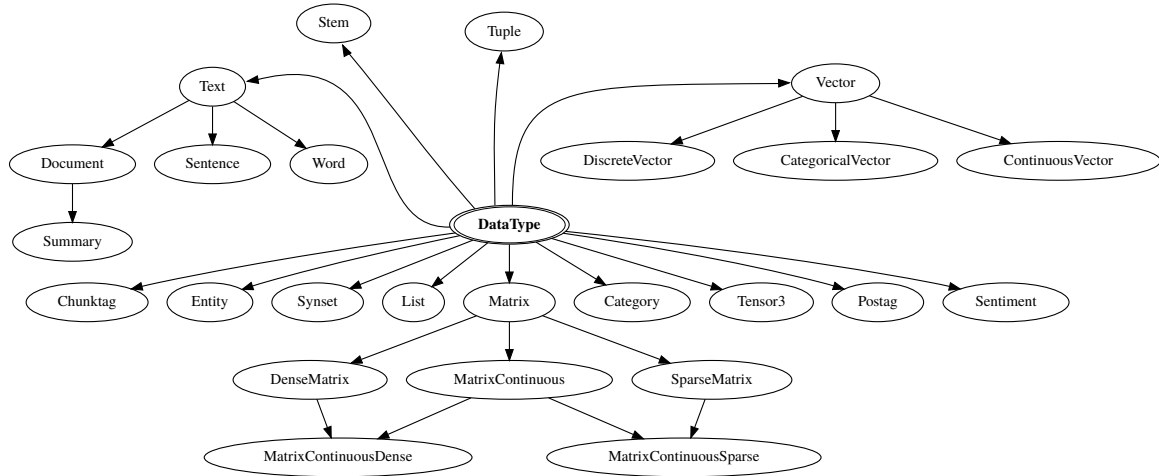 Stem
Tuple
Text
Vector
Document
Sentence
Word
DiscreteVector
CategoricalVector
ContinuousVector
DataType
Summary
Chunktag
Entity
Synset
List
Matrix
Category
Tensor3
Postag
Sentiment
DenseMatrix
MatrixContinuous
SparseMatrix
MatrixContinuousDense
MatrixContinuousSparse